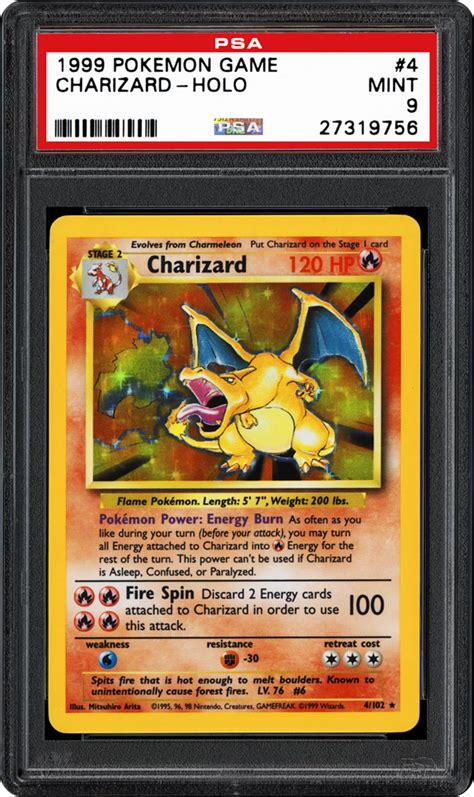 PSA
1999 POKEMON GAME #4
CHARIZARD – HOLO MINT
9
PSA 27319756
Evolves from Charmeleon Put Charizard on the Stage 1 card
STAGE 2
Charizard 120 HP
Flame Pokémon. Length: 5' 7", Weight: 200 lbs.
Pokémon Power: Energy Burn As often as you
like during your turn (before your attack), you may turn
all Energy attached to Charizard into Energy for the
rest of the turn. This power can't be used if Charizard
is Asleep, Confused, or Paralyzed.
Fire Spin Discard 2 Energy cards
attached to Charizard in order to use
this attack.
100
weakness resistance retreat cost
-30
Spits fire that is hot enough to melt boulders. Known to
unintentionally cause forest fires. LV. 76 #6
Illus. Mitsuhiro Arita ©1995, 96, 98 Nintendo, Creatures, GAMEFREAK. ©1999 Wizards. 4/102 ★